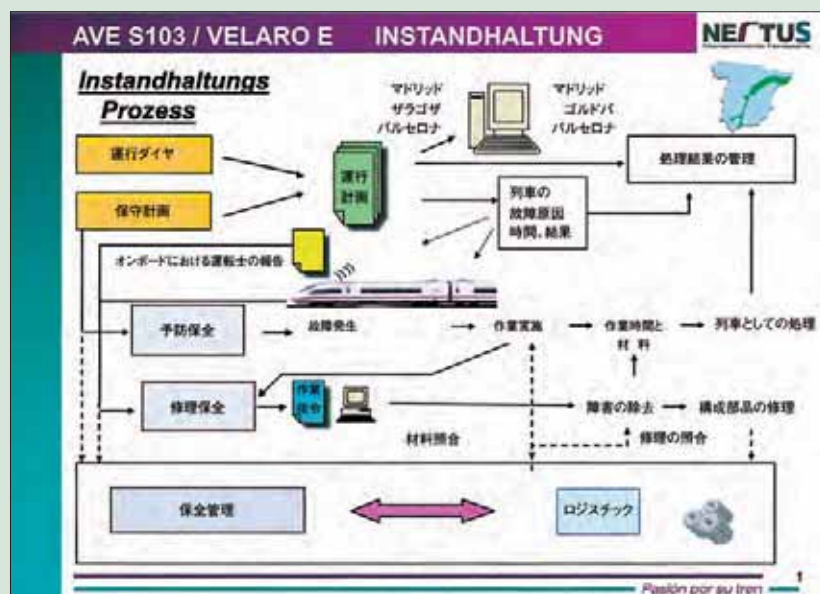 AVE S103 / VELARO E INSTANDHALTUNG
NERTUS
Instandhaltungs
Prozess
マドリッド
ザラゴザ
バルセロナ
マドリッド
ゴルドバ
バルセロナ
運行ダイヤ
保守計画
運行
計画
処理結果の管理
列車の
故障原因
時間、結果
オンボードにおける運転士の報告
予防保全
故障発生
作業実施
作業時間と
材 料
列車としての処理
修理保全
作業
指令
障害の除去
構成部品の修理
材料照合
修理の照合
保全管理
ロジスチック
1
Pasión por su tren